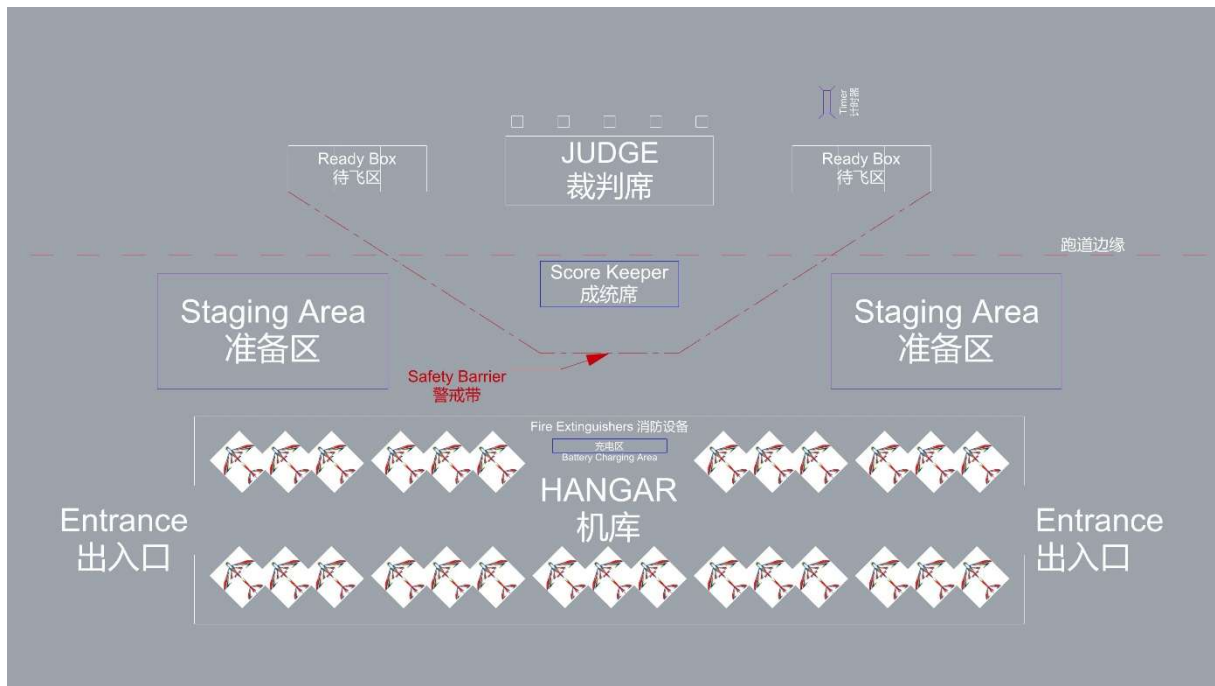 Timer
计时器
JUDGE
裁判席
Ready Box
待飞区
Ready Box
待飞区
跑道边缘
Score Keeper
成统席
Staging Area
准备区
Staging Area
准备区
Safety Barrier
警戒带
Fire Extinguishers 消防设备
充电区
Battery Charging Area
HANGAR
机库
Entrance
出入口
Entrance
出入口